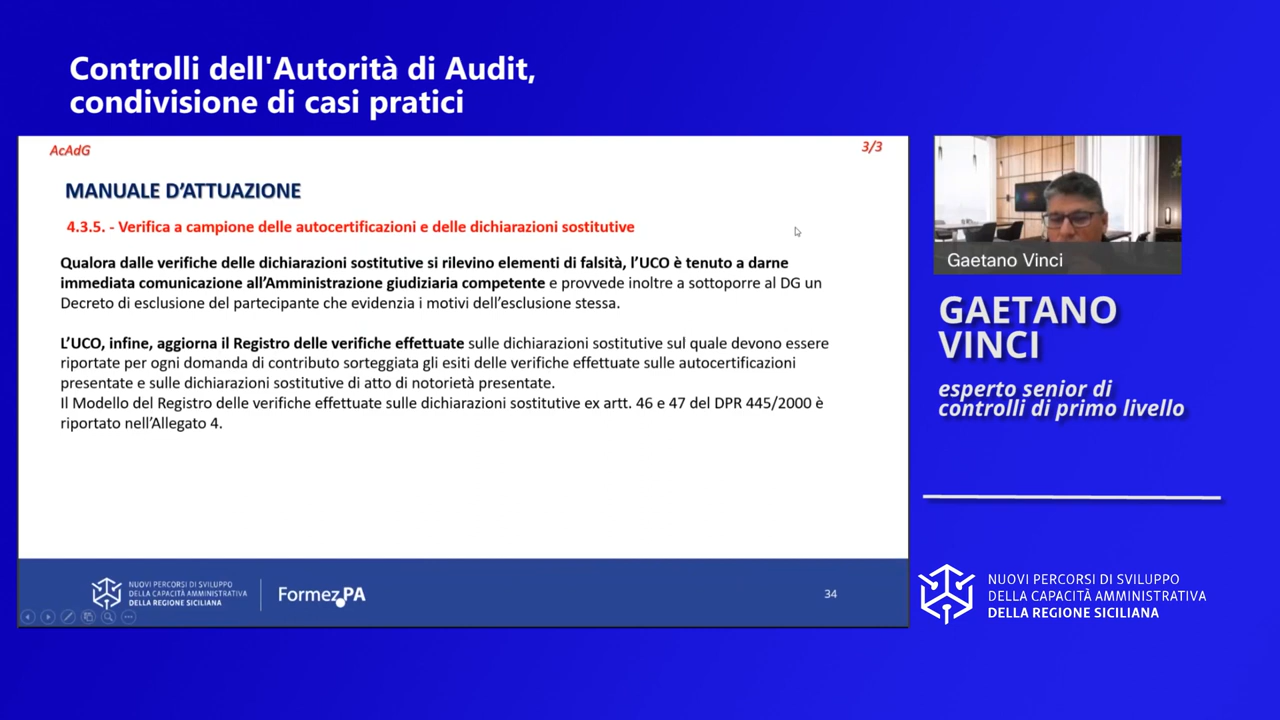 Controlli dell'Autorità di Audit,
condivisione di casi pratici
AcAdG
3/3
MANUALE D'ATTUAZIONE
4.3.5. - Verifica a campione delle autocertificazioni e delle dichiarazioni sostitutive
Qualora dalle verifiche delle dichiarazioni sostitutive si rilevino elementi di falsità, l'UCO è tenuto a darne
immediata comunicazione all'Amministrazione giudiziaria competente e provvede inoltre a sottoporre al DG un
Decreto di esclusione del partecipante che evidenzia i motivi dell'esclusione stessa.
L'UCO, infine, aggiorna il Registro delle verifiche effettuate sulle dichiarazioni sostitutive sul quale devono essere
riportate per ogni domanda di contributo sorteggiata gli esiti delle verifiche effettuate sulle autocertificazioni
presentate e sulle dichiarazioni sostitutive di atto di notorietà presentate.
Il Modello del Registro delle verifiche effettuate sulle dichiarazioni sostitutive ex artt. 46 e 47 del DPR 445/2000 è
riportato nell'Allegato 4.
NUOVI PERCORSI DI SVILUPPO
DELLA CAPACITÀ AMMINISTRATIVA
DELLA REGIONE SICILIANA
Formez PA
34
Gaetano Vinci
GAETANO
VINCI
esperto senior di
controlli di primo livello
NUOVI PERCORSI DI SVILUPPO
DELLA CAPACITÀ AMMINISTRATIVA
DELLA REGIONE SICILIANA